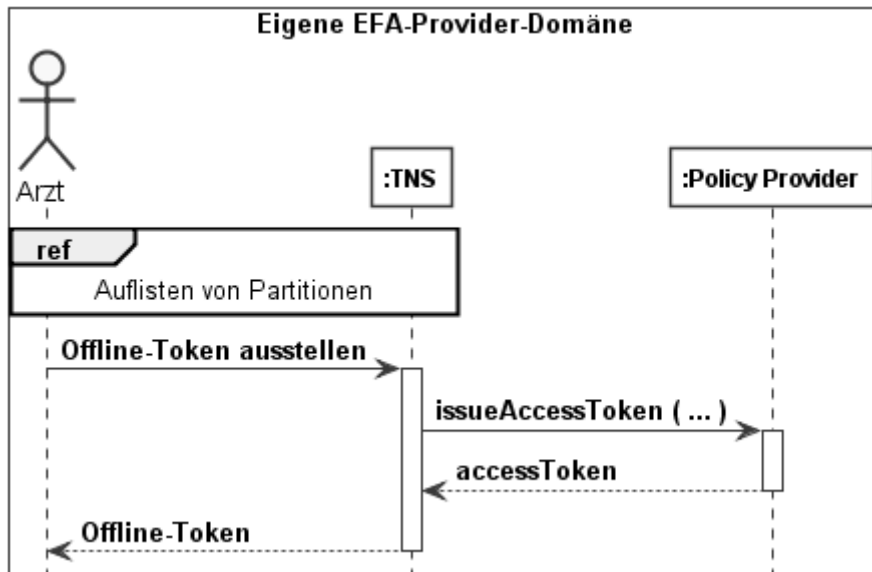 Eigene EFA-Provider-Domäne
Arzt
:TNS
:Policy Provider
ref
Auflisten von Partitionen
Offline-Token ausstellen
issueAccessToken ( ... )
accessToken
Offline-Token